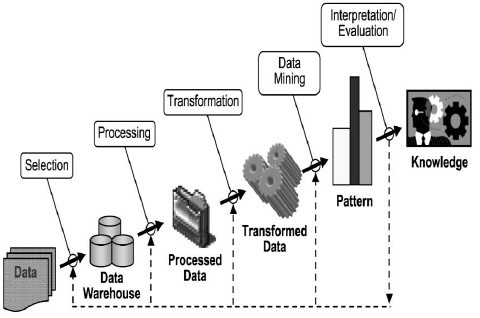 Interpretation/
Evaluation
Data
Mining
Transformation
Processing
Selection
Knowledge
Pattern
Transformed
Data
Processed
Data
Data
Warehouse
Data